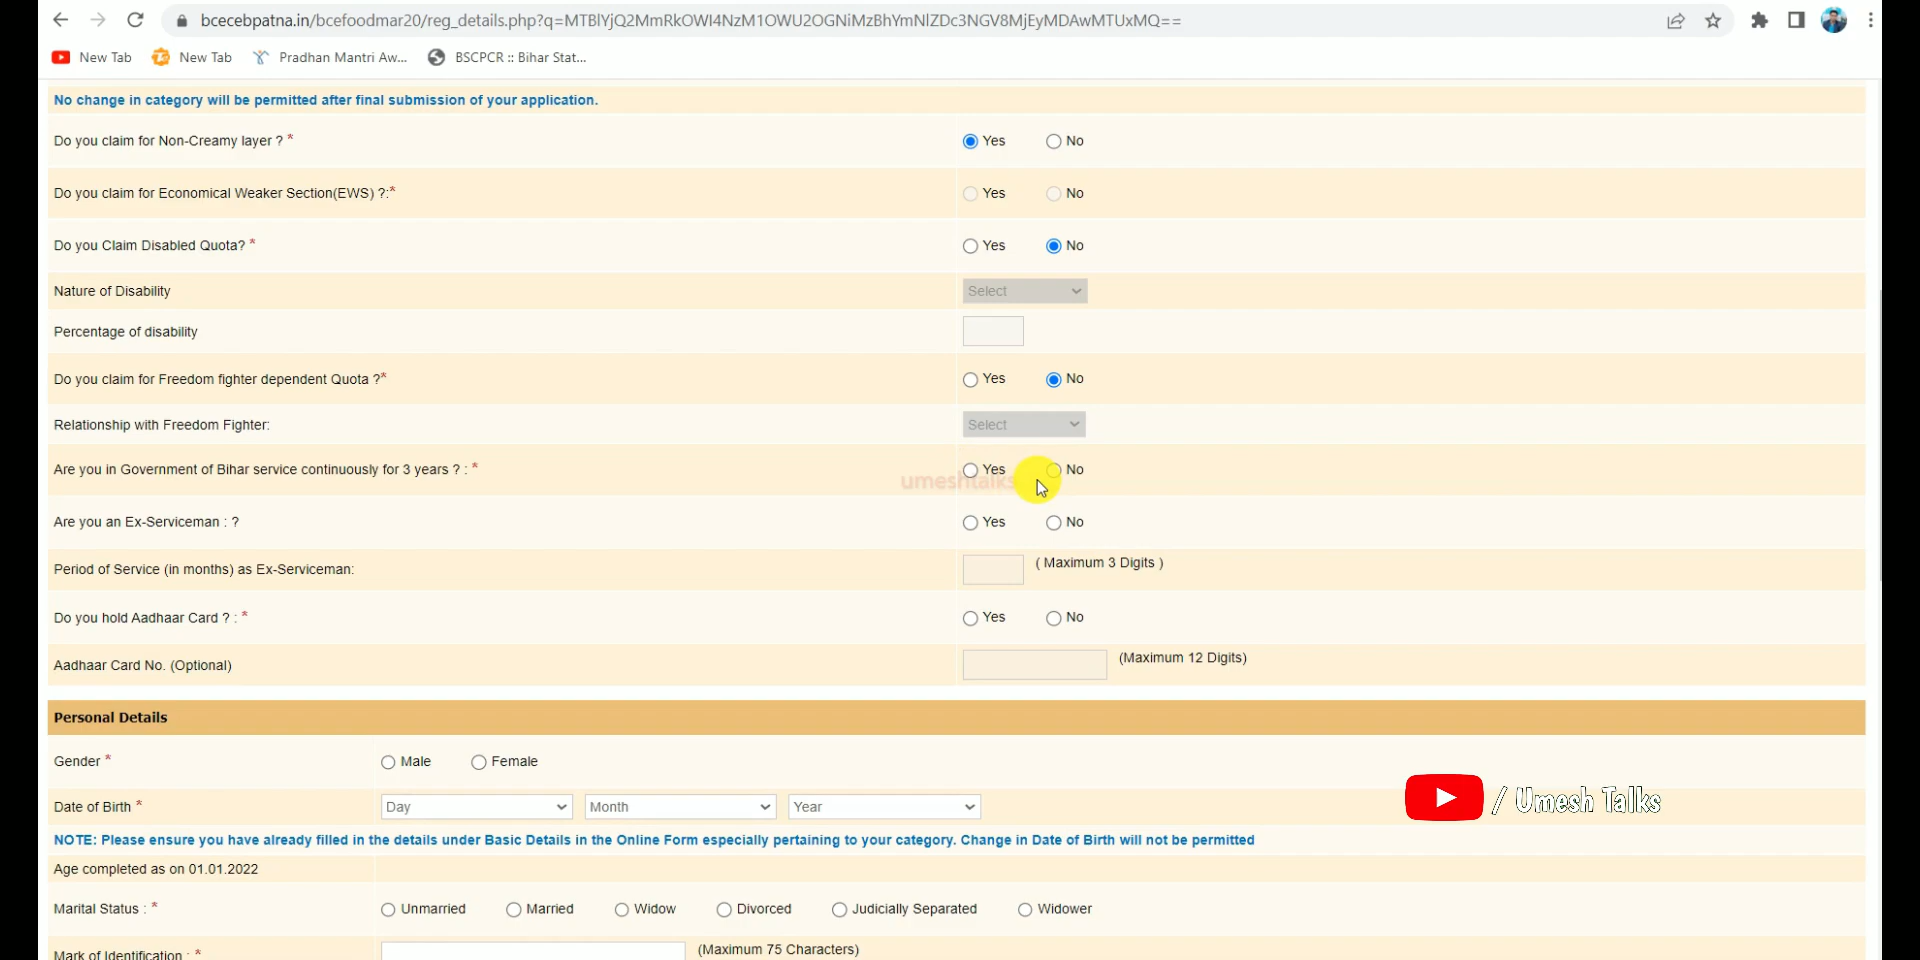 bcecebpatna.in/bcefoodmar20/reg_details.php?q=MTBlYjQ2MmRkOWI4NzM1OWU2OGNiMzBhYmNlZDc3NGV8MjEyMDAwMTUxMQ==
New Tab New Tab Pradhan Mantri Aw... BSCPCR :: Bihar Stat...
No change in category will be permitted after final submission of your application.
Do you claim for Non-Creamy layer ? * Yes No
Do you claim for Economical Weaker Section(EWS) ?:* Yes No
Do you Claim Disabled Quota? * Yes No
Nature of Disability Select
Percentage of disability
Do you claim for Freedom fighter dependent Quota ?* Yes No
Relationship with Freedom Fighter: Select
Are you in Government of Bihar service continuously for 3 years ? : * Yes No
umeshtalks
Are you an Ex-Serviceman : ? Yes No
Period of Service (in months) as Ex-Serviceman: ( Maximum 3 Digits )
Do you hold Aadhaar Card ? : * Yes No
Aadhaar Card No. (Optional) (Maximum 12 Digits)
Personal Details
Gender * Male Female
Date of Birth * Day Month Year
/ Umesh Talks
NOTE: Please ensure you have already filled in the details under Basic Details in the Online Form especially pertaining to your category. Change in Date of Birth will not be permitted
Age completed as on 01.01.2022
Marital Status : * Unmarried Married Widow Divorced Judicially Separated Widower
Mark of Identification : * (Maximum 75 Characters)